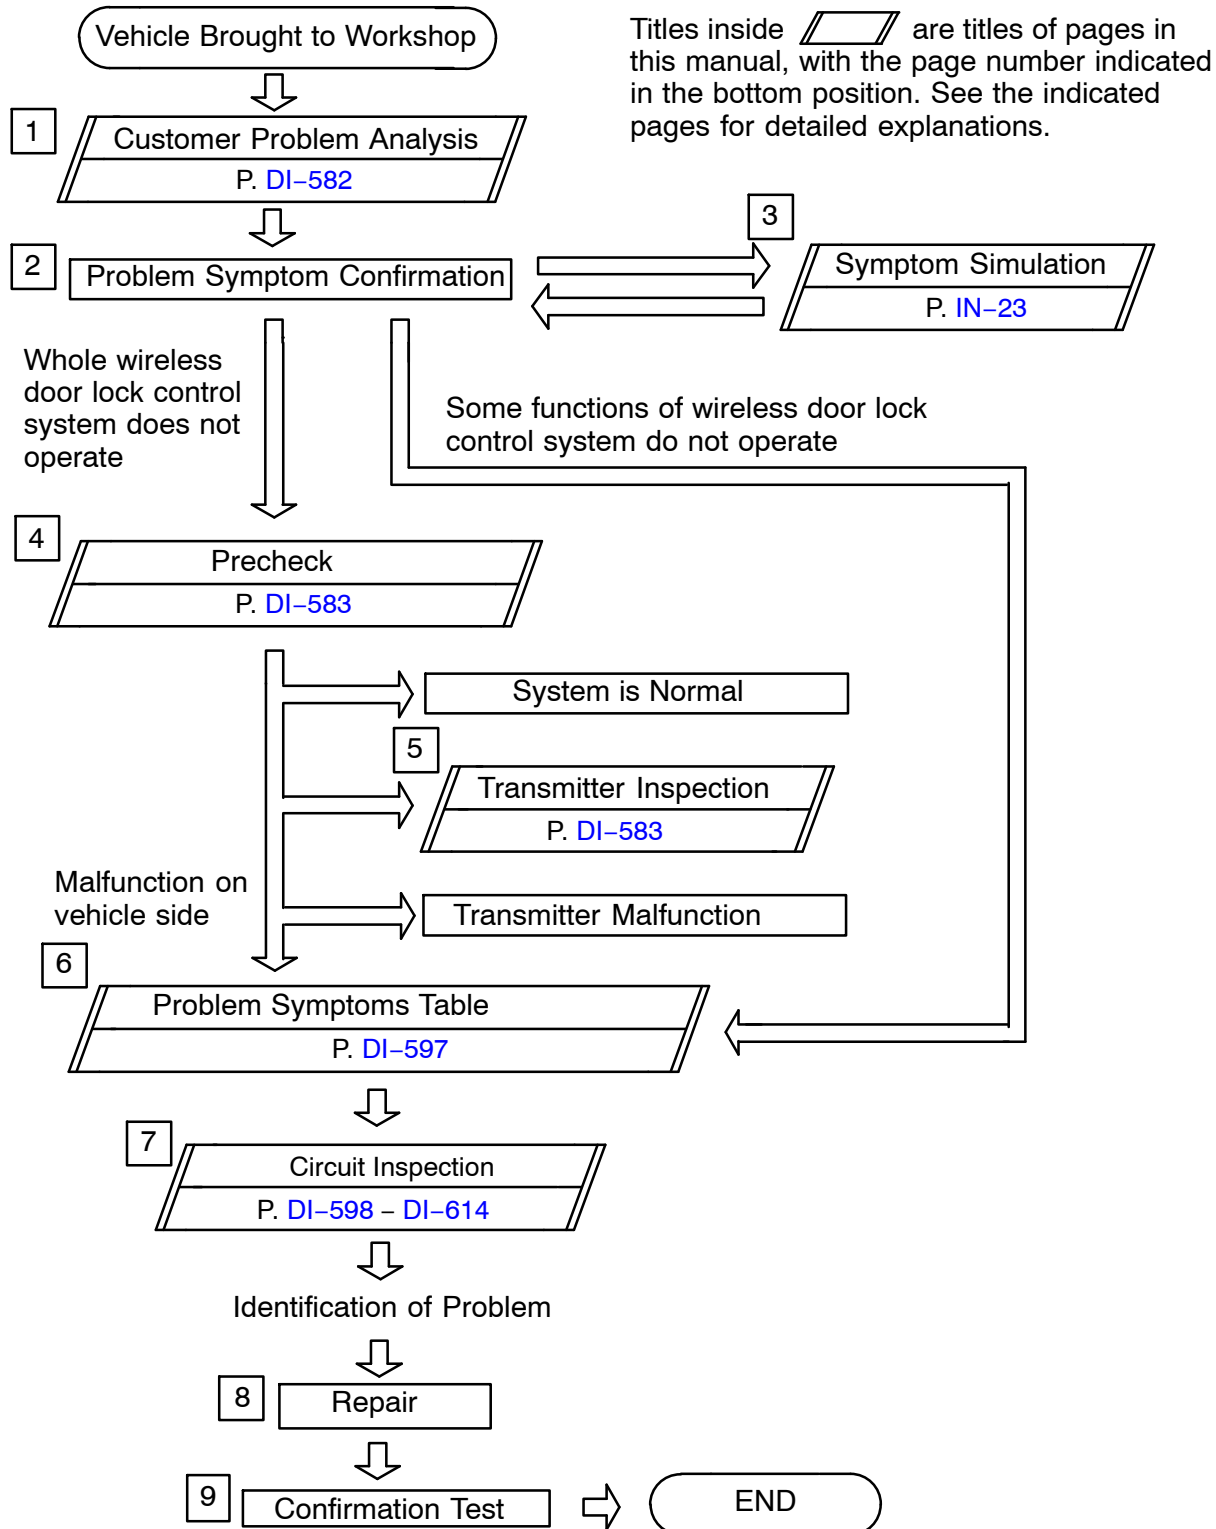 Vehicle Brought to Workshop
Titles inside are titles of pages in
this manual, with the page number indicated
in the bottom position. See the indicated
pages for detailed explanations.
1
Customer Problem Analysis
P. DI−582
2
Problem Symptom Confirmation
3
Symptom Simulation
P. IN−23
Whole wireless
door lock control
system does not
operate
Some functions of wireless door lock
control system do not operate
4
Precheck
P. DI−583
System is Normal
5
Transmitter Inspection
P. DI−583
Malfunction on
vehicle side
Transmitter Malfunction
6
Problem Symptoms Table
P. DI−597
7
Circuit Inspection
P. DI−598 − DI−614
Identification of Problem
8
Repair
9
Confirmation Test
END